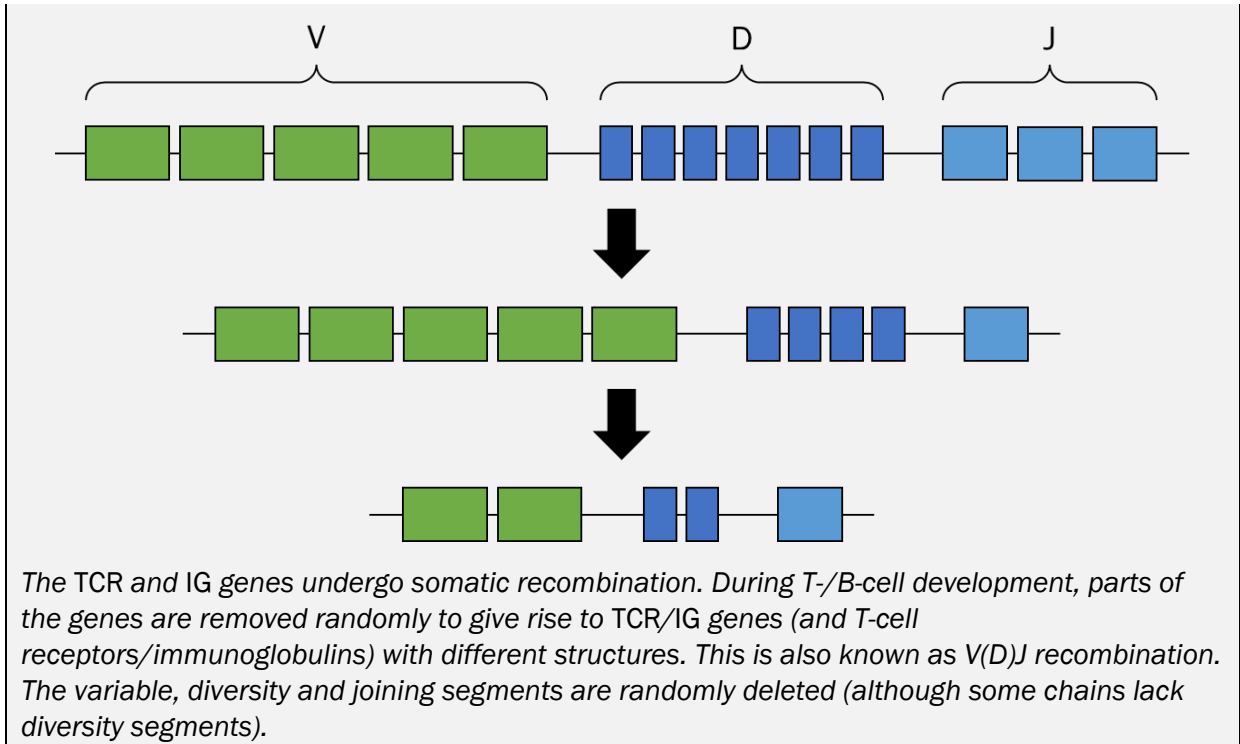 V D J
The TCR and IG genes undergo somatic recombination. During T-/B-cell development, parts of
the genes are removed randomly to give rise to TCR/IG genes (and T-cell
receptors/immunoglobulins) with different structures. This is also known as V(D)J recombination.
The variable, diversity and joining segments are randomly deleted (although some chains lack
diversity segments).